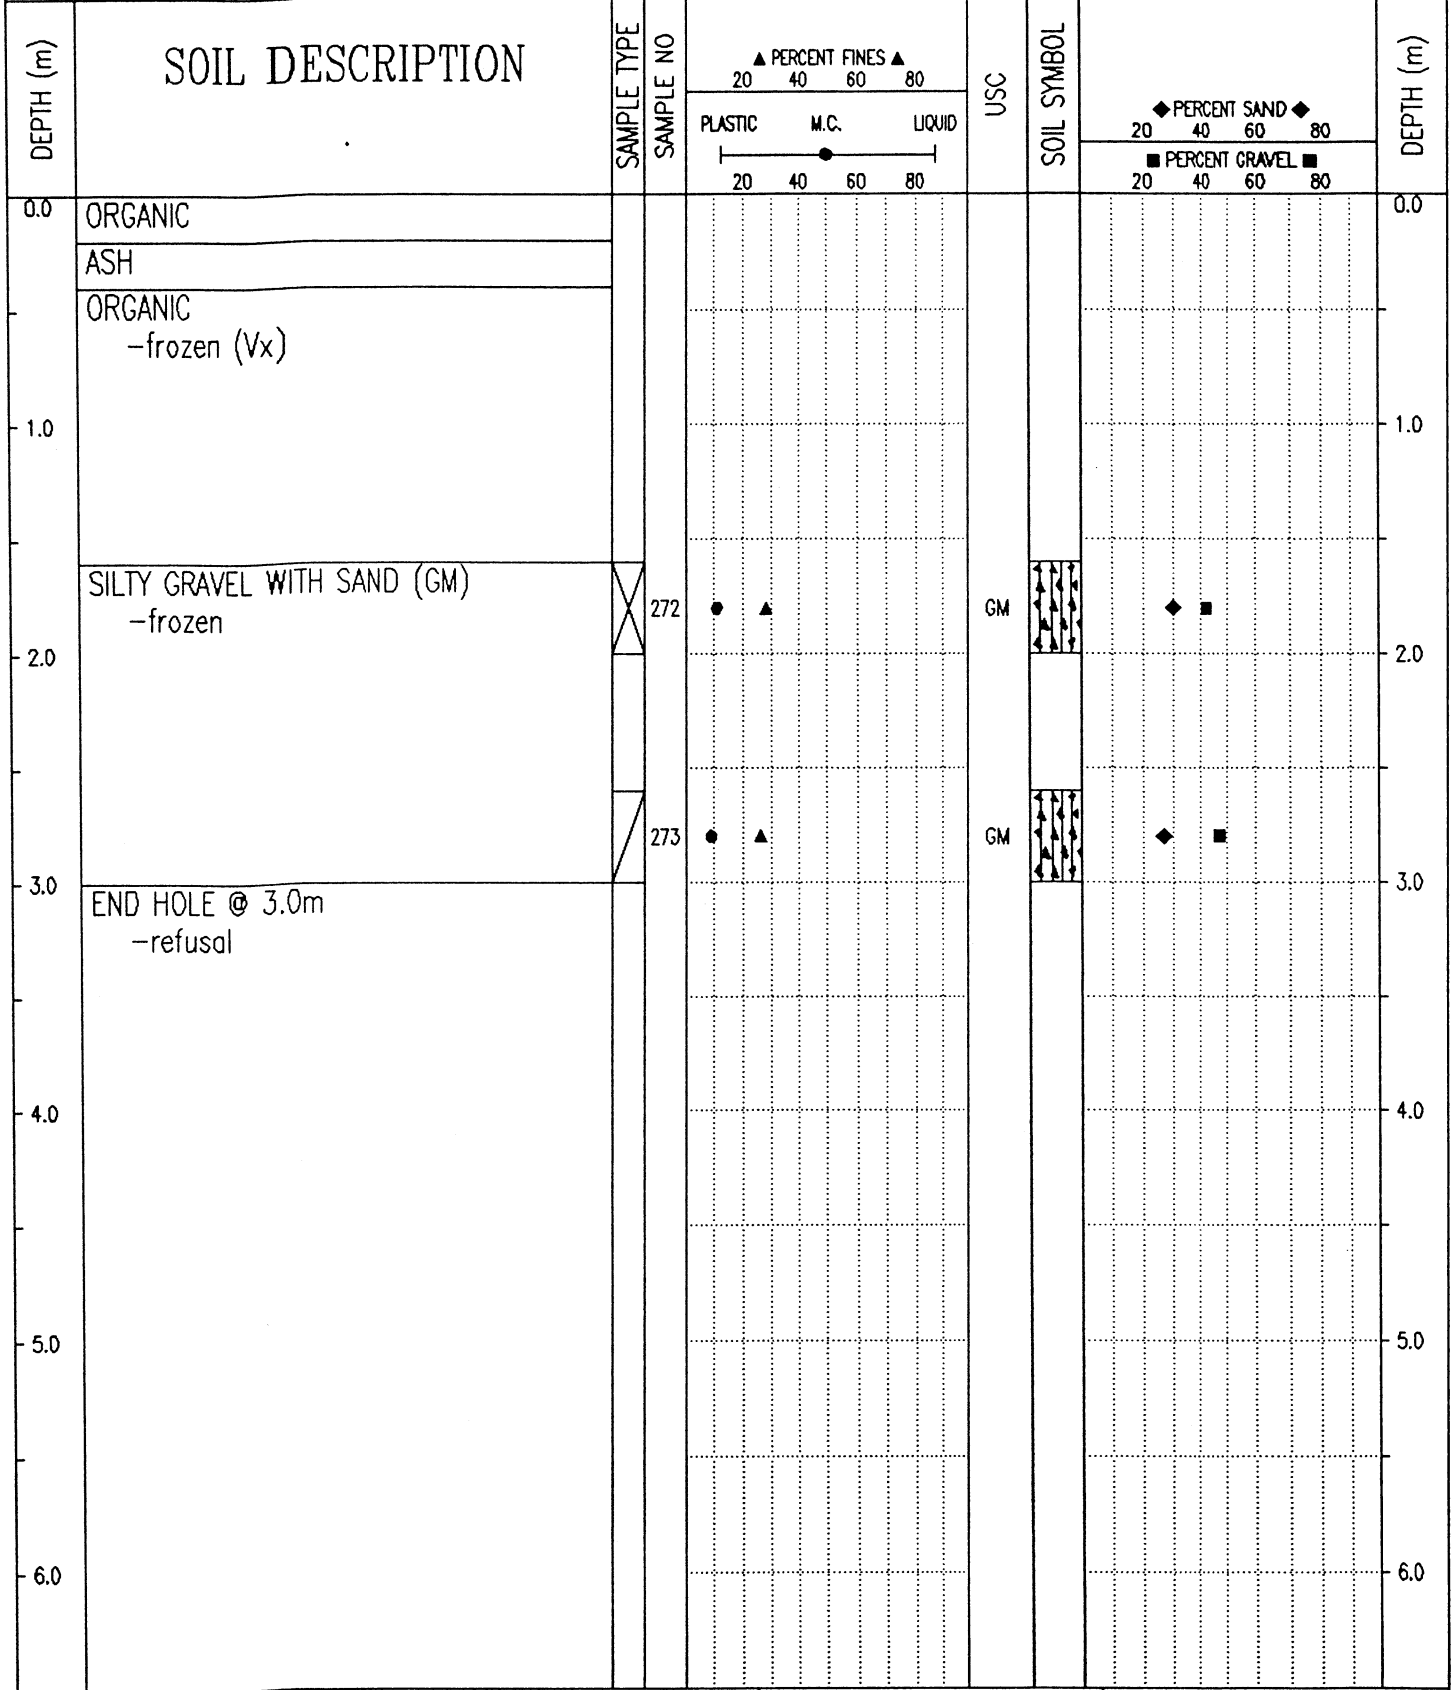 DEPTH (m)
SOIL DESCRIPTION
SAMPLE TYPE
SAMPLE NO
▲ PERCENT FINES ▲
20 40 60 80
PLASTIC M.C. LIQUID
20 40 60 80
USC
SOIL SYMBOL
◆ PERCENT SAND ◆
20 40 60 80
■ PERCENT GRAVEL ■
20 40 60 80
DEPTH (m)
0.0 ORGANIC 0.0
ASH
ORGANIC
-frozen (Vx)
1.0 1.0
SILTY GRAVEL WITH SAND (GM)
-frozen 272 GM
2.0 2.0
273 GM
3.0 3.0
END HOLE @ 3.0m
-refusal
4.0 4.0
5.0 5.0
6.0 6.0